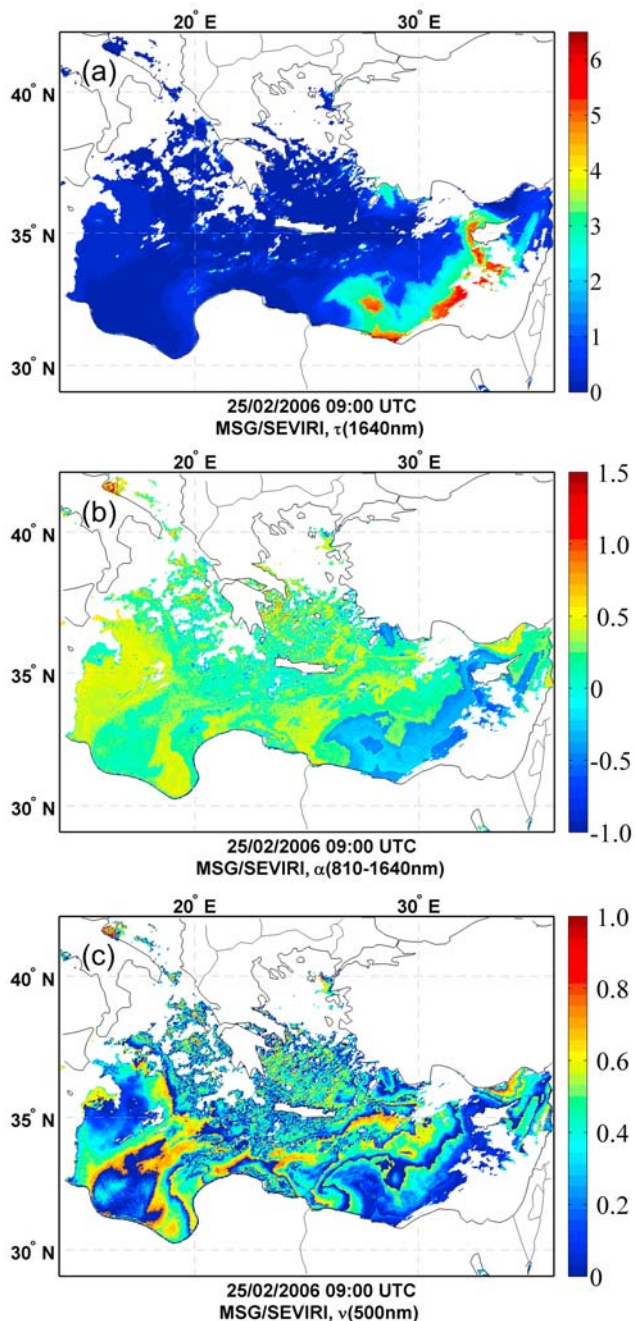 20° E 30° E
(a)
40° N
35° N
30° N
6
5
4
3
2
1
0
25/02/2006 09:00 UTC
MSG/SEVIRI, τ(1640nm)
20° E 30° E
(b)
40° N
35° N
30° N
1.5
1.0
0.5
0
-0.5
-1.0
25/02/2006 09:00 UTC
MSG/SEVIRI, α(810-1640nm)
20° E 30° E
(c)
40° N
35° N
30° N
1.0
0.8
0.6
0.4
0.2
0
25/02/2006 09:00 UTC
MSG/SEVIRI, ν(500nm)